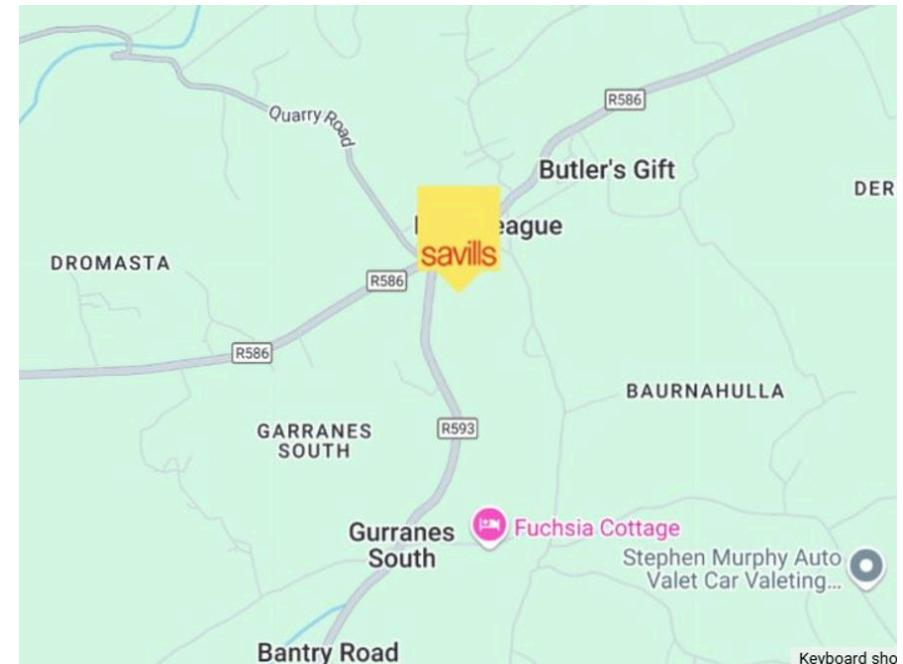 R586
Quarry Road
Butler's Gift
DER
eague
savills
DROMASTA
R586
R586
BAURNAHULLA
GARRANES
SOUTH
R593
Gurranes
South
Fuchsia Cottage
Stephen Murphy Auto
Valet Car Valeting...
Bantry Road
Keyboard sho